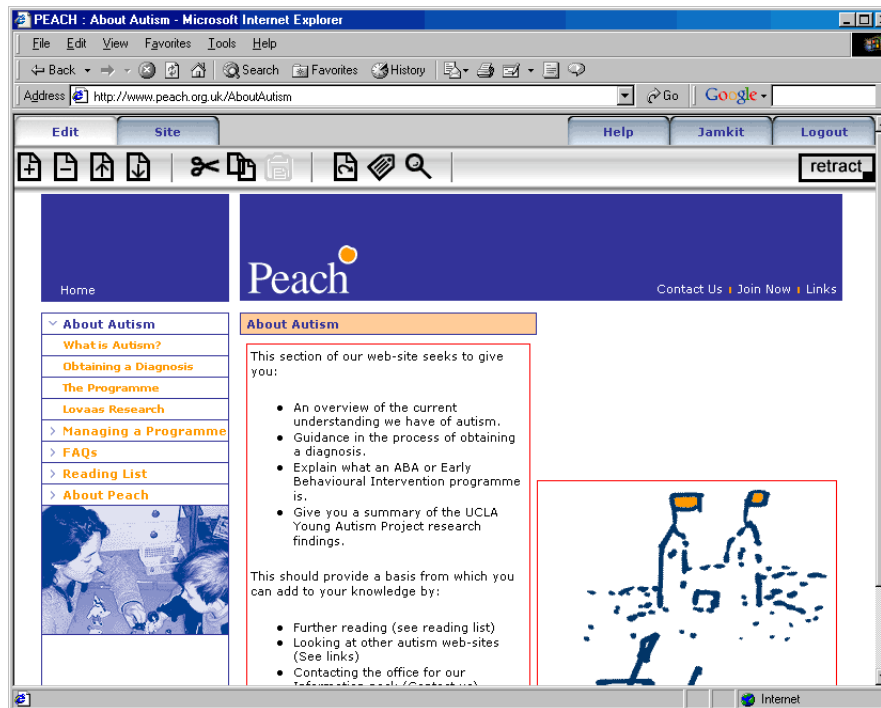 PEACH : About Autism - Microsoft Internet Explorer
File Edit View Favorites Tools Help
Back Search Favorites History
Address http://www.peach.org.uk/AboutAutism Go Google
Edit Site Help Jamkit Logout
retract
Peach
Home Contact Us Join Now Links
About Autism
What is Autism?
Obtaining a Diagnosis
The Programme
Lovaas Research
Managing a Programme
FAQs
Reading List
About Peach
About Autism
This section of our web-site seeks to give
you:
An overview of the current
understanding we have of autism.
Guidance in the process of obtaining
a diagnosis.
Explain what an ABA or Early
Behavioural Intervention programme
is.
Give you a summary of the UCLA
Young Autism Project research
findings.
This should provide a basis from which you
can add to your knowledge by:
Further reading (see reading list)
Looking at other autism web-sites
(See links)
Contacting the office for our
Information pack (Contact us)
Internet